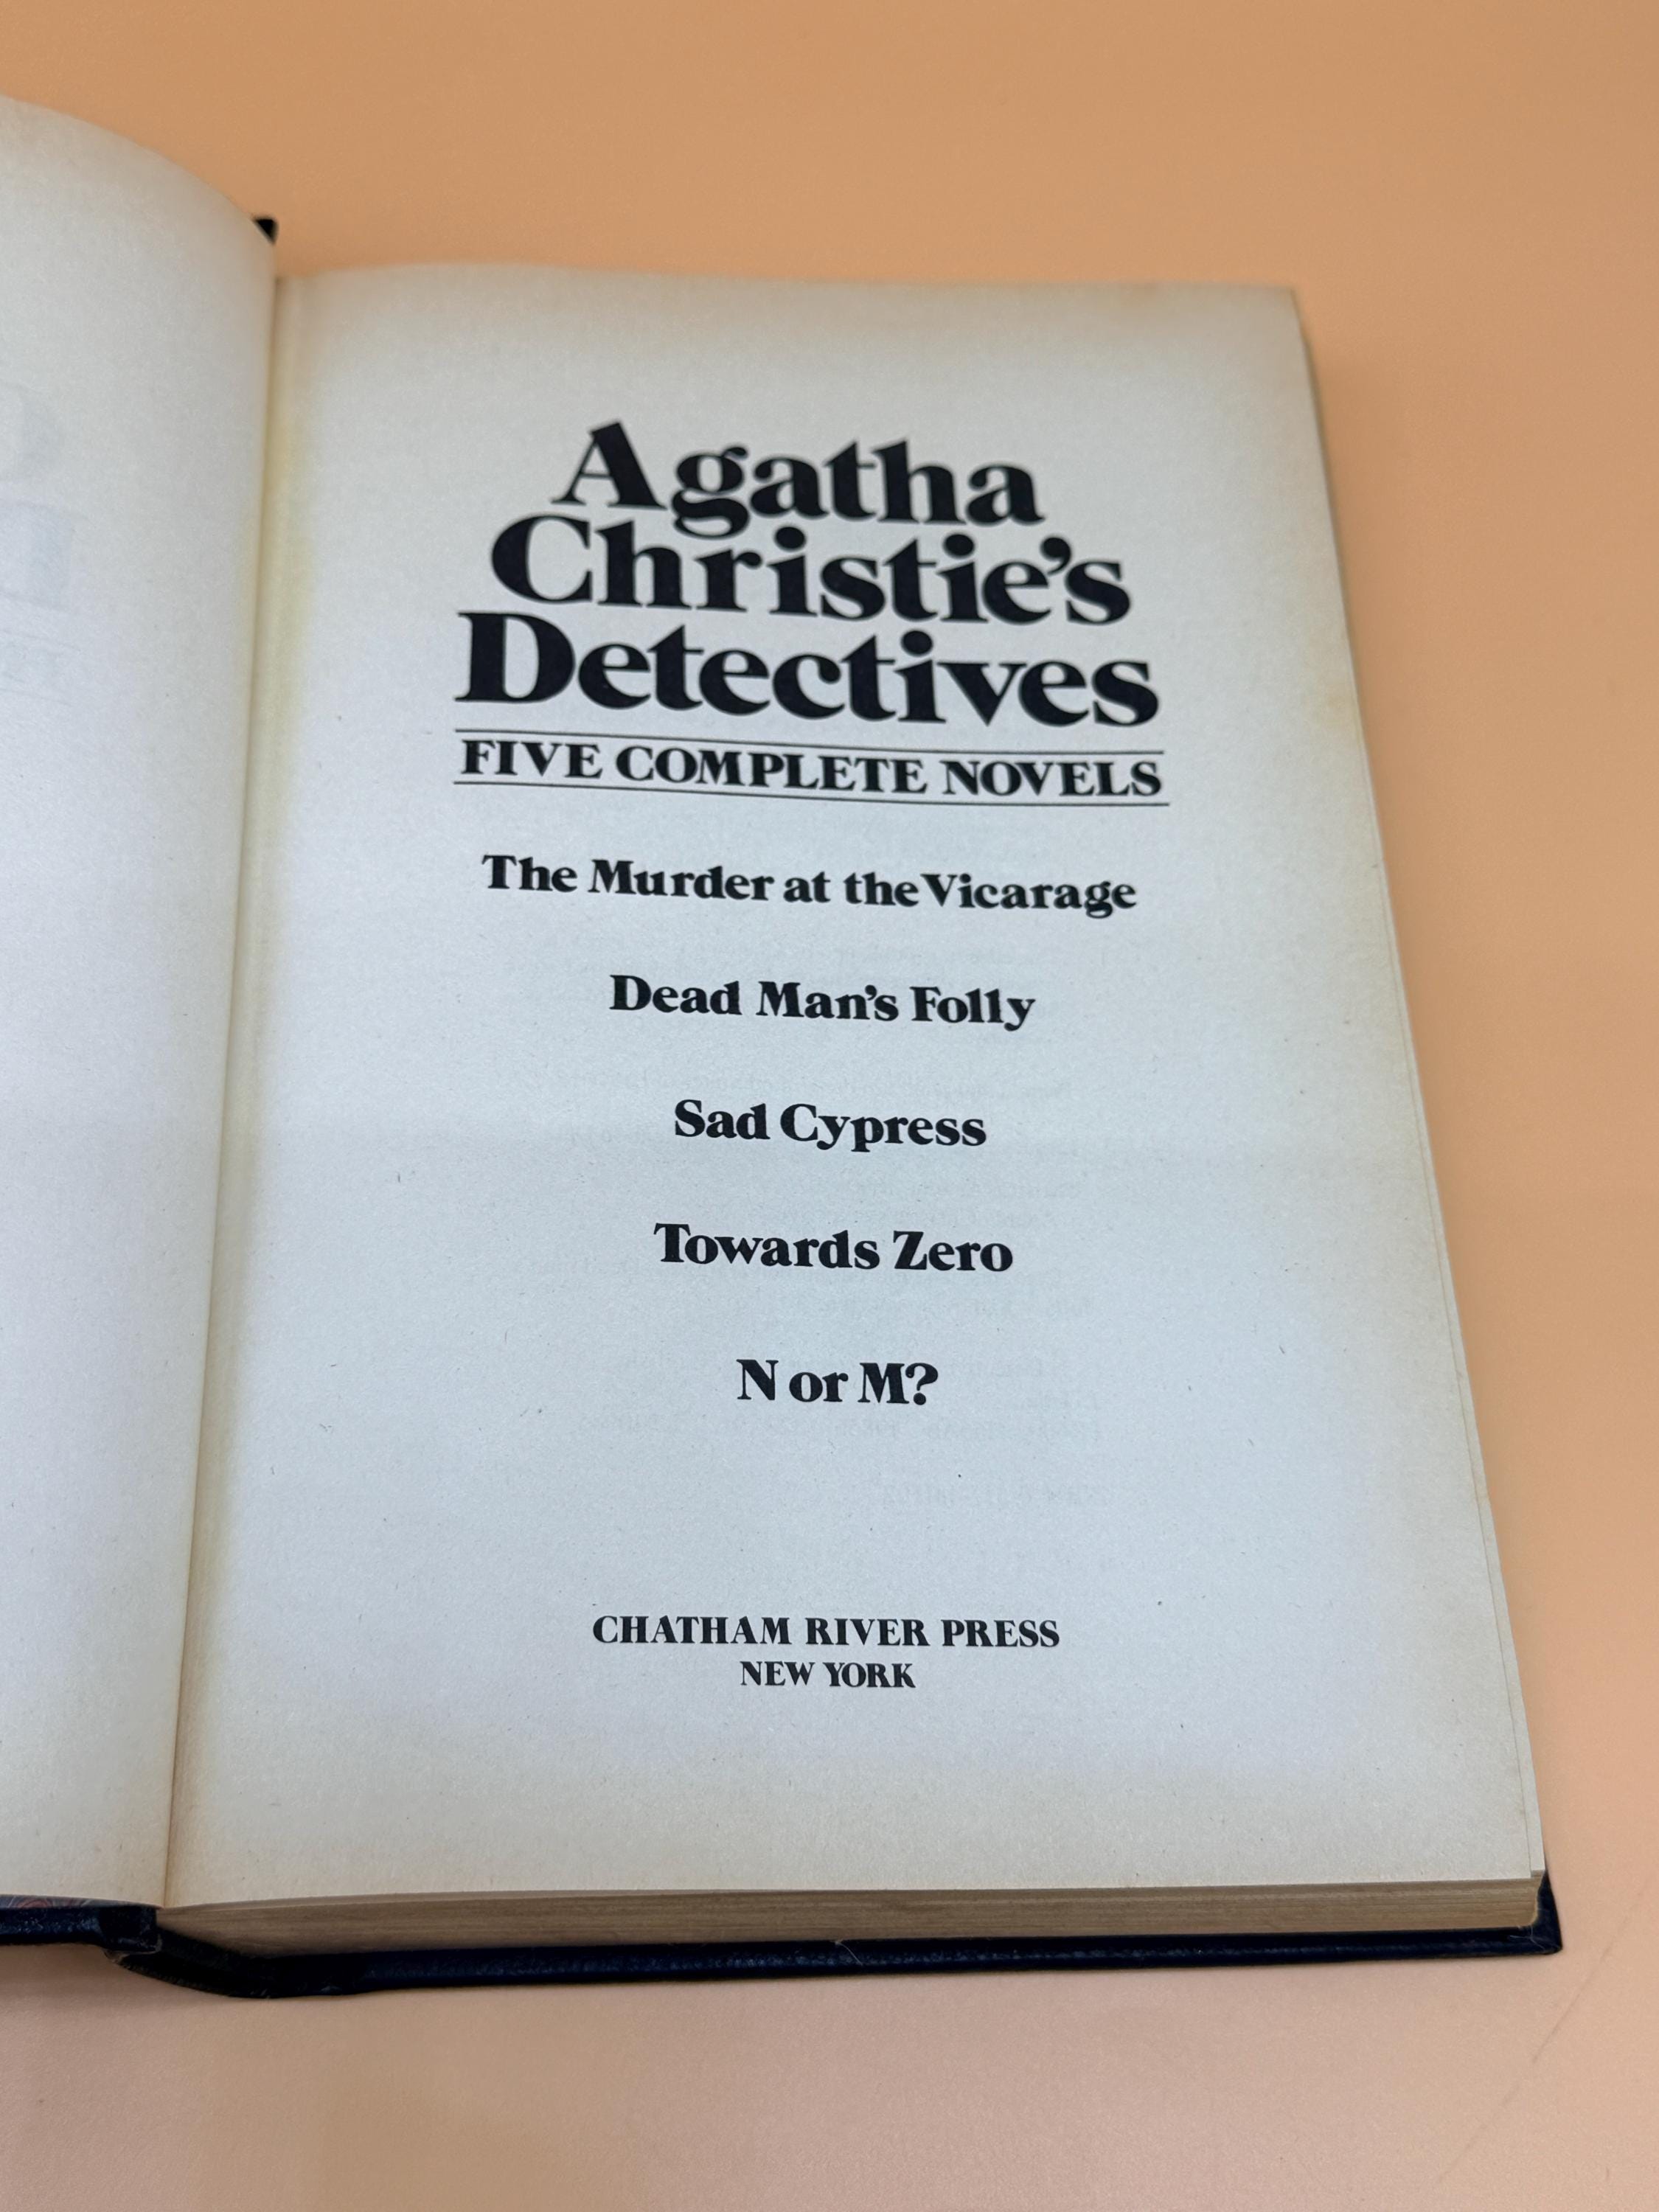 Agatha
Christie's
Detectives
FIVE COMPLETE NOVELS
The Murder at the Vicarage
Dead Man's Folly
Sad Cypress
Towards Zero
N or M?
CHATHAM RIVER PRESS
NEW YORK